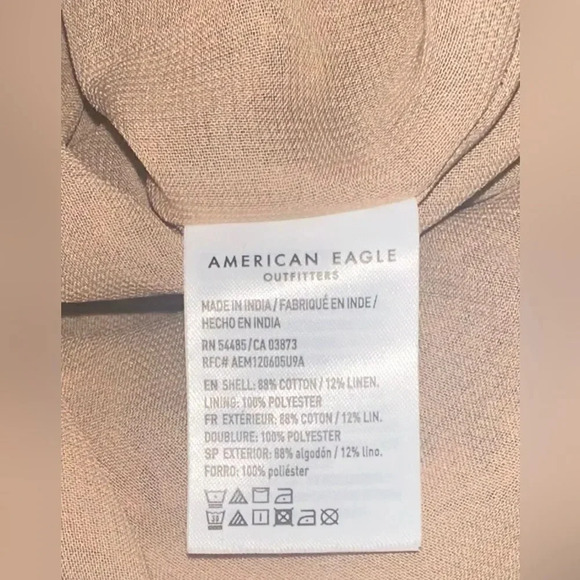 AMERICAN EAGLE
OUTFITTERS
MADE IN INDIA / FABRIQUÉ EN INDE /
HECHO EN INDIA
RN 54485 / CA 03873
RFC# AEM120605U9A
EN SHELL: 88% COTTON / 12% LINEN.
LINING: 100% POLYESTER
FR EXTÉRIEUR: 88% COTON / 12% LIN.
DOUBLURE: 100% POLYESTER
SP EXTERIOR: 88% algodón / 12% lino.
FORRO: 100% poliéster